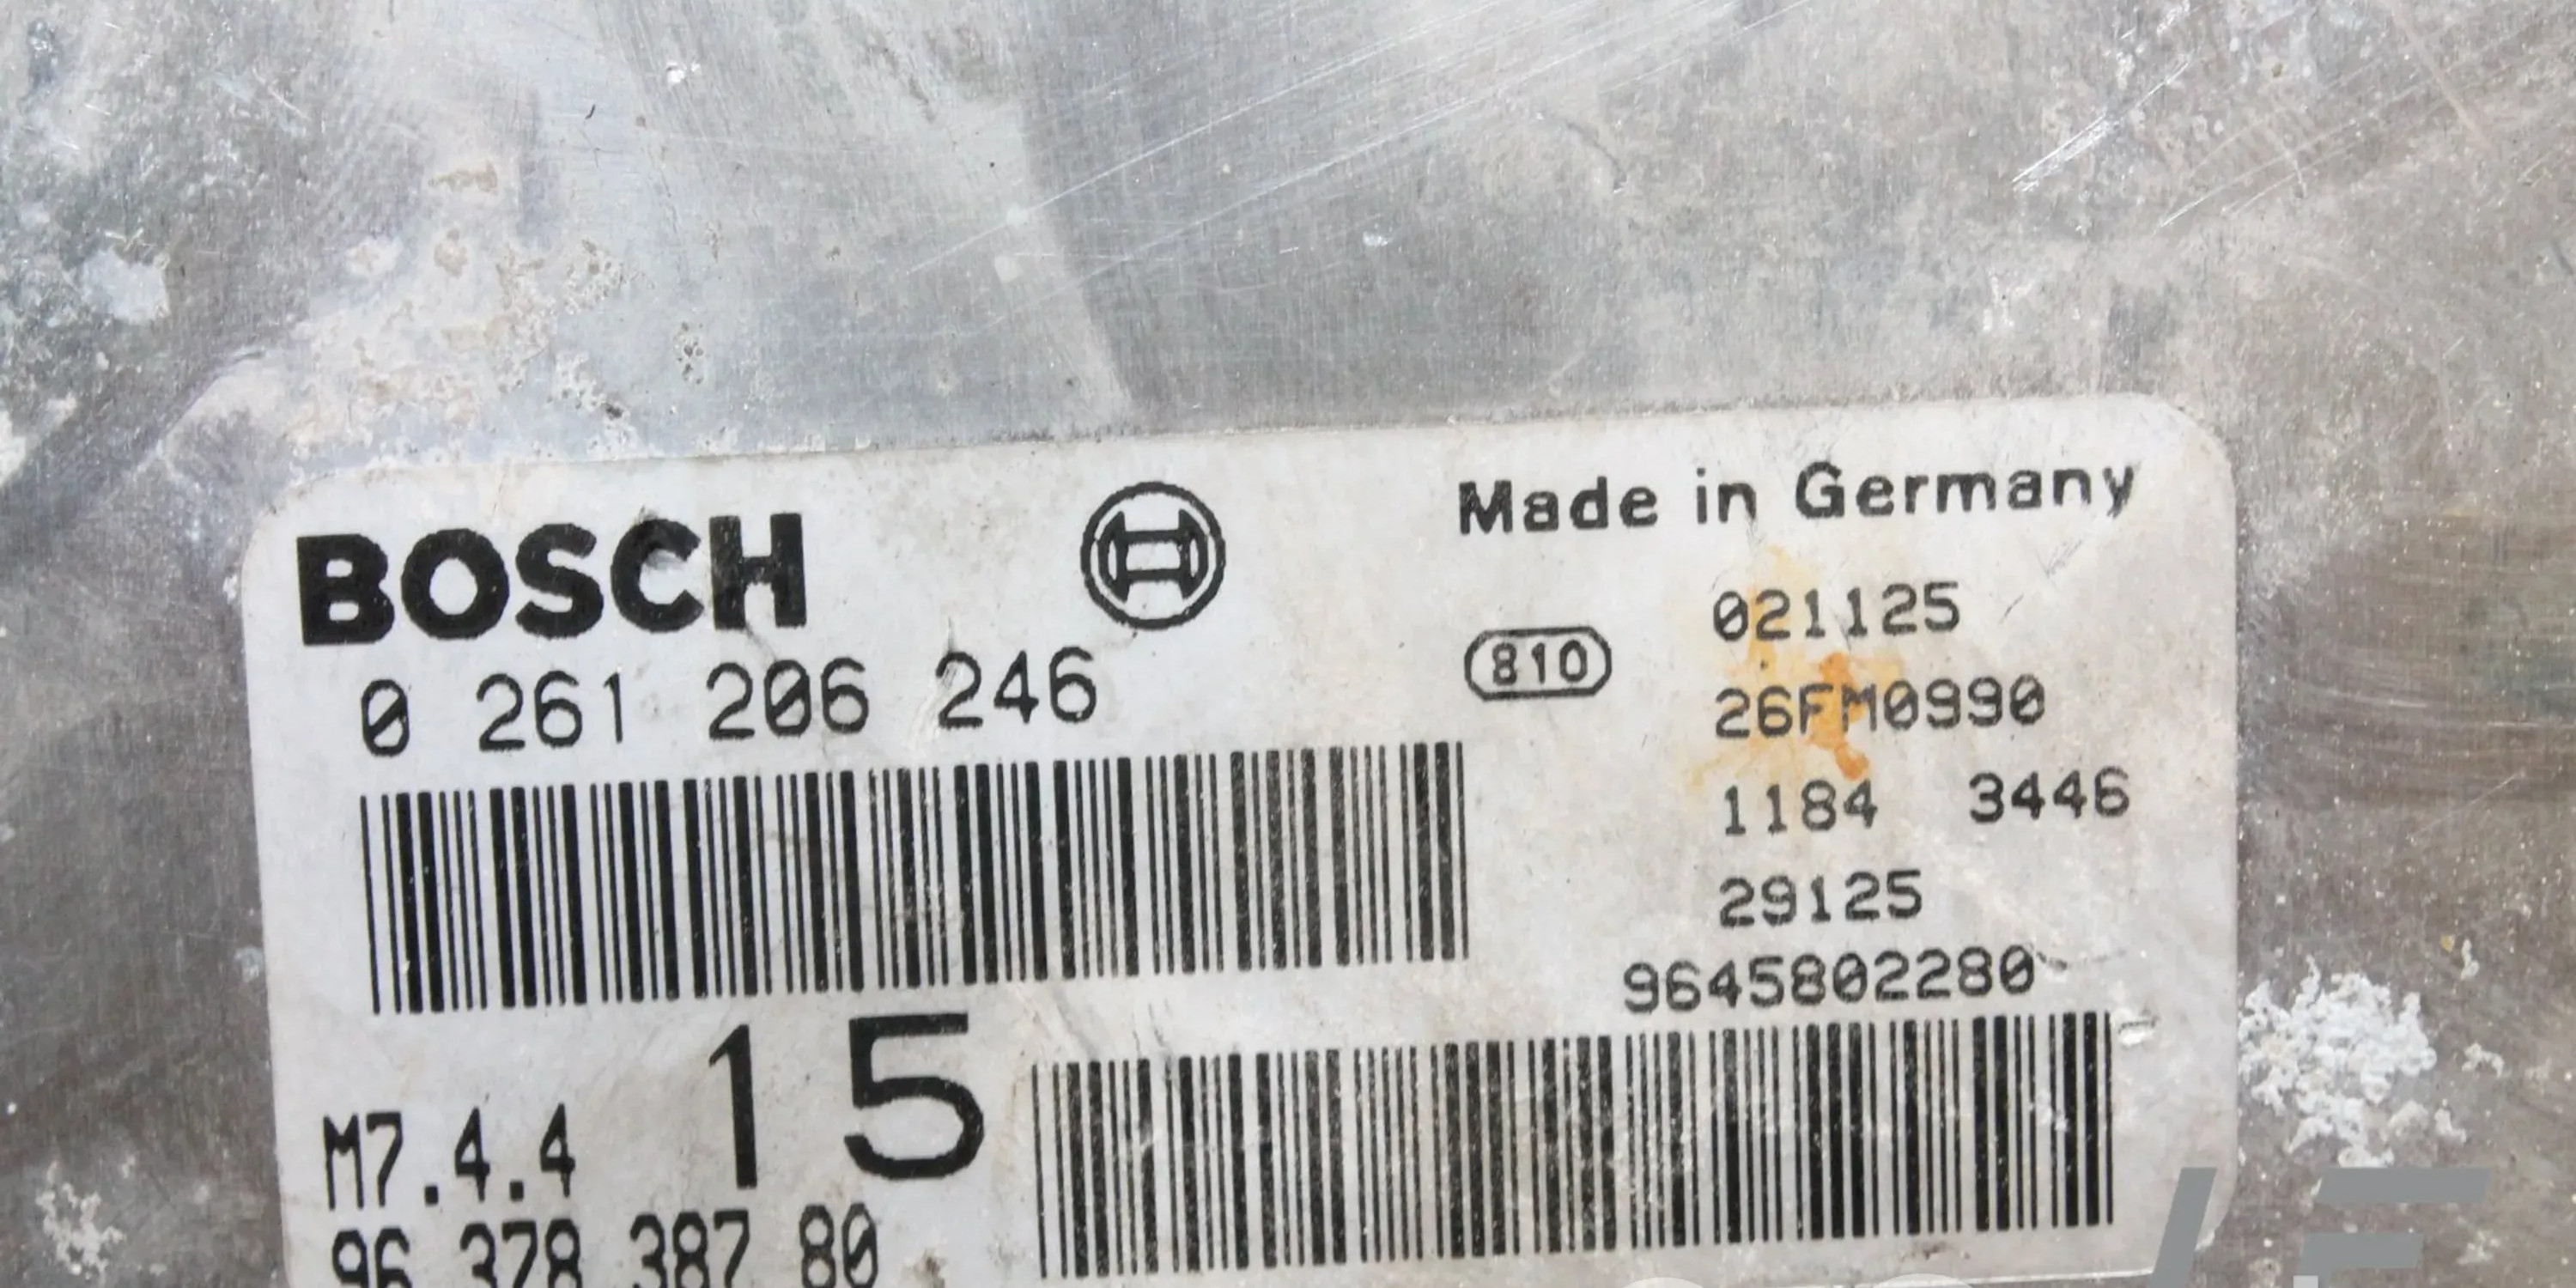 BOSCH
Made in Germany
0 261 206 246
810
021125
26FM0990
1184 3446
29125
9645802280
M7.4.4
15
96 378 387 80